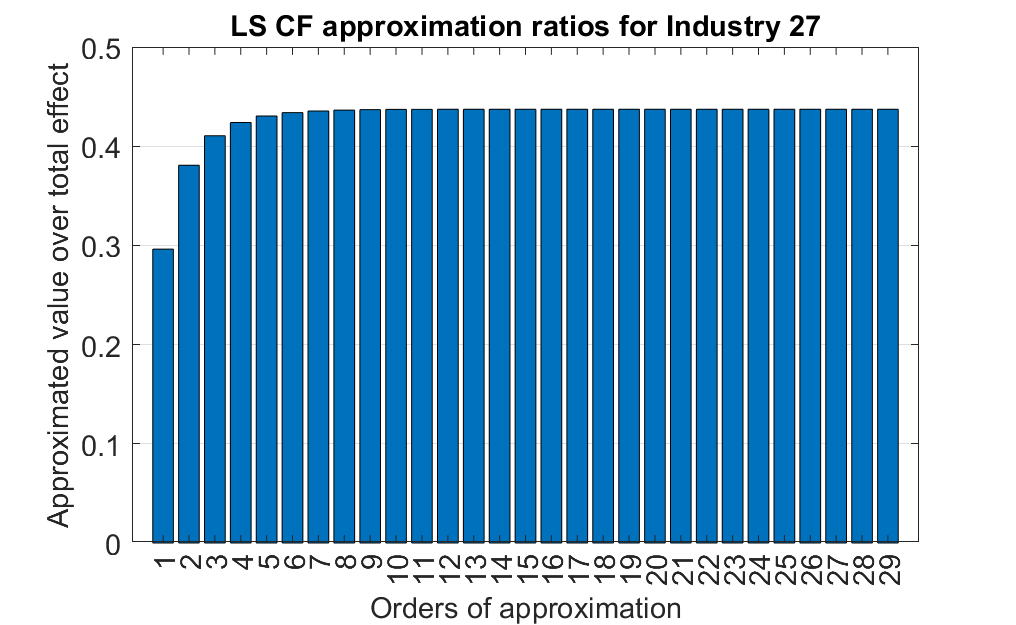 LS CF approximation ratios for Industry 27
Approximated value over total effect
0.5
0.4
0.3
0.2
0.1
0
1 2 3 4 5 6 7 8 9 10 11 12 13 14 15 16 17 18 19 20 21 22 23 24 25 26 27 28 29
Orders of approximation